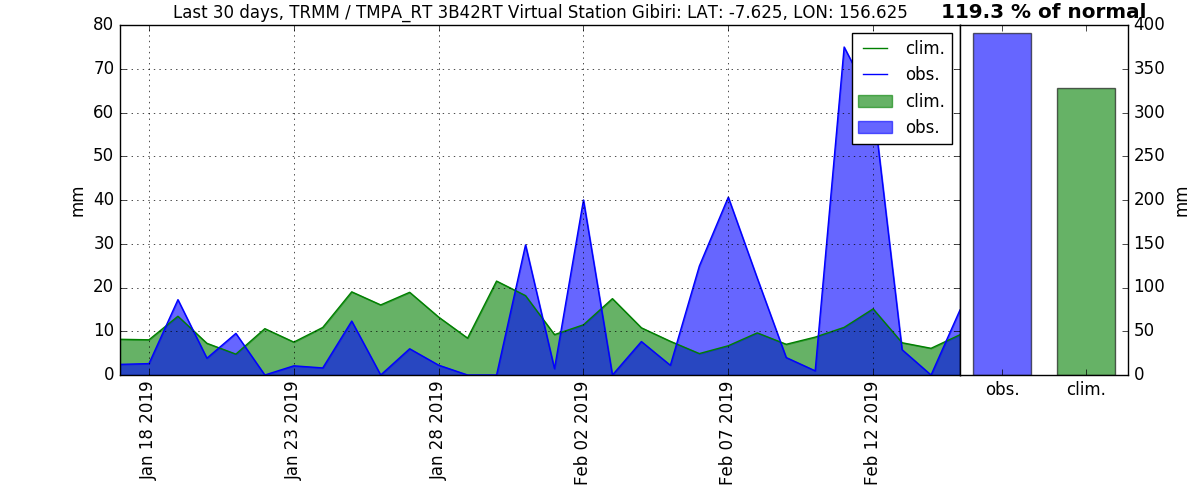 Last 30 days, TRMM / TMPA_RT 3B42RT Virtual Station Gibiri: LAT: -7.625, LON: 156.625
119.3 % of normal
80
70
60
50
40
30
20
10
0
mm
clim.
obs.
clim.
obs.
Jan 18 2019
Jan 23 2019
Jan 28 2019
Feb 02 2019
Feb 07 2019
Feb 12 2019
400
350
300
250
200
150
100
50
0
mm
obs.
clim.